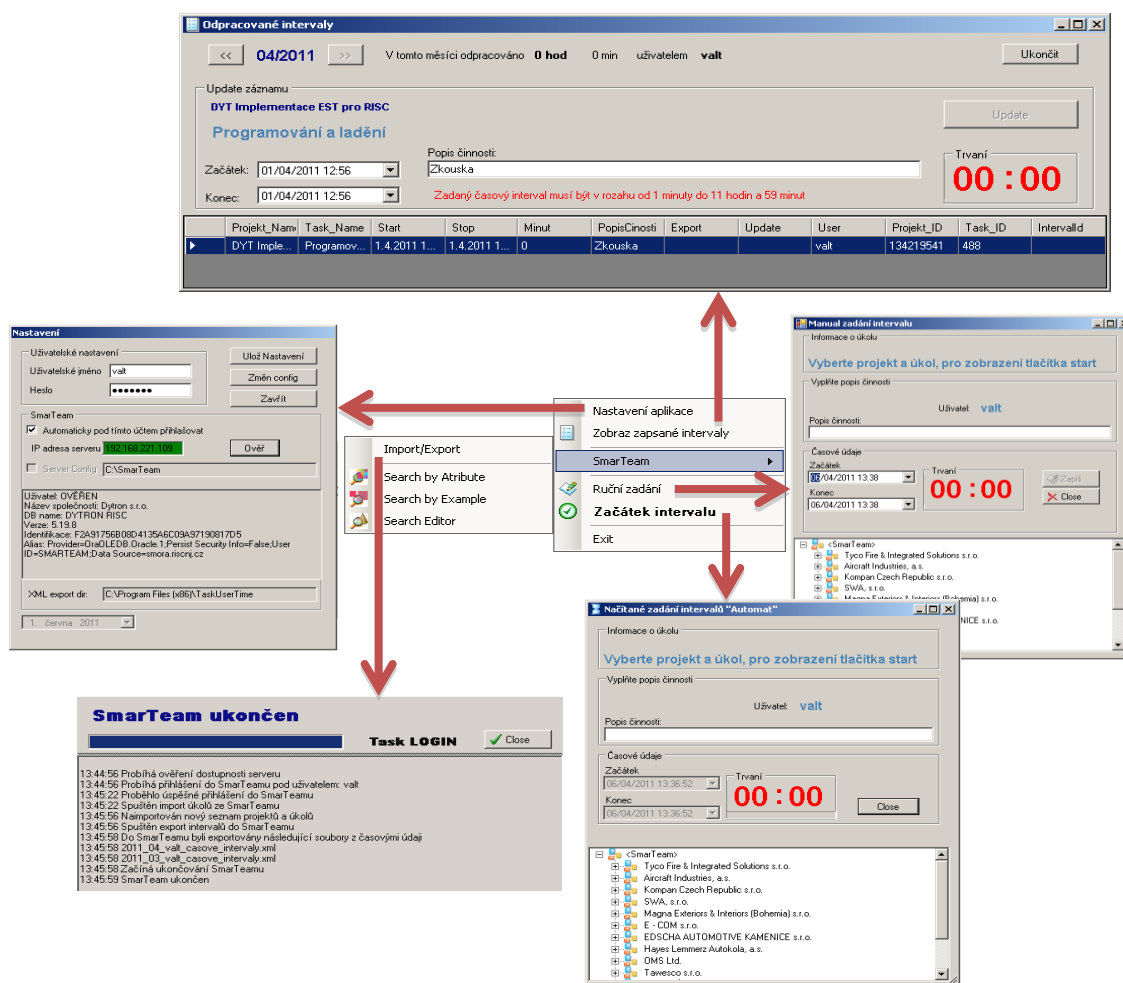 Odpracované intervaly
<< 04/2011 >> V tomto měsíci odpracováno 0 hod 0 min uživatelem valt Ukončit
Update záznamu
DYT Implementace EST pro RISC
Programování a ladění
Update
Popis činnosti:
Začátek: 01/04/2011 12:56 Zkouska
Trvaní
00 : 00
Konec: 01/04/2011 12:56 Zadaný časový interval musí být v rozahu od 1 minuty do 11 hodin a 59 minut
Projekt_Nam Task_Name Start Stop Minut PopisCinosti Export Update User Projekt_ID Task_ID IntervalId
DYT Imple... Programov... 1.4.2011 1... 1.4.2011 1... 0 Zkouska valt 134219541 488
Nastavení
Uživatelské nastavení
Uživatelské jméno valt
Heslo
Ulož Nastavení
Změn config
Zavřít
SmarTeam
Automaticky pod tímto účtem přihlašovat
IP adresa serveru 192.168.221.109 Ověř
Server Config C:\SmarTeam
Uživatel: OVĚŘEN
Název společnosti: Dytron s.r.o.
DB name: DYTRON RISC
Verze: 5.19.8
Identifikace: F2A91756B08D4135A6C09A97190817D5
Alias: Provider=OraOLEDB.Oracle.1;Persist Security Info=False;User
ID=SMARTEAM;Data Source=smora.riscnj.cz
XML export dir: C:\Program Files (x86)\TaskUserTime
1. června 2011
Import/Export
Search by Atribute
Search by Example
Search Editor
Nastavení aplikace
Zobraz zapsané intervaly
SmarTeam
Ruční zadání
Začátek intervalu
Exit
Manual zadání intervalu
Informace o úkolu
Vyberte projekt a úkol, pro zobrazení tlačítka start
Vyplňte popis činnosti
Uživatel: valt
Popis činnosti:
Časové údaje
Začátek
06/04/2011 13:38
Konec
06/04/2011 13:38
Trvaní
00 : 00
Zapiš
Close
<SmarTeam>
Tyco Fire & Integrated Solutions s.r.o.
Aircraft Industries, a.s.
Kompan Czech Republic s.r.o.
SWA, s.r.o.
Magna Exteriors & Interiors (Bohemia) s.r.o.
NICE s.r.o.
SmarTeam ukončen
Task LOGIN Close
13:44:56 Probíhá ověření dostupnosti serveru
13:44:56 Probíhá přihlášení do SmarTeamu pod uživatelem: valt
13:45:22 Proběhlo úspěšné přihlášení do SmarTeamu
13:45:22 Spuštěn import úkolů ze SmarTeamu
13:45:56 Naimportován nový seznam projektů a úkolů
13:45:56 Spuštěn export intervalů do SmarTeamu
13:45:58 Do SmarTeamu byli exportovány následující soubory z časovými údaji
13:45:58 2011_04_valt_casove_intervaly.xml
13:45:58 2011_03_valt_casove_intervaly.xml
13:45:58 Začíná ukončování SmarTeamu
13:45:59 SmarTeam ukončen
Načítané zadání intervalů "Automat"
Informace o úkolu
Vyberte projekt a úkol, pro zobrazení tlačítka start
Vyplňte popis činnosti
Uživatel: valt
Popis činnosti:
Časové údaje
Začátek
06/04/2011 13:36:52
Konec
06/04/2011 13:36:52
Trvaní
00 : 00
Close
<SmarTeam>
Tyco Fire & Integrated Solutions s.r.o.
Aircraft Industries, a.s.
Kompan Czech Republic s.r.o.
SWA, s.r.o.
Magna Exteriors & Interiors (Bohemia) s.r.o.
E - COM s.r.o.
EDSCHA AUTOMOTIVE KAMENICE s.r.o.
Hayes Lemmerz Autokola, a.s.
OMS Ltd.
Tawesco s.r.o.